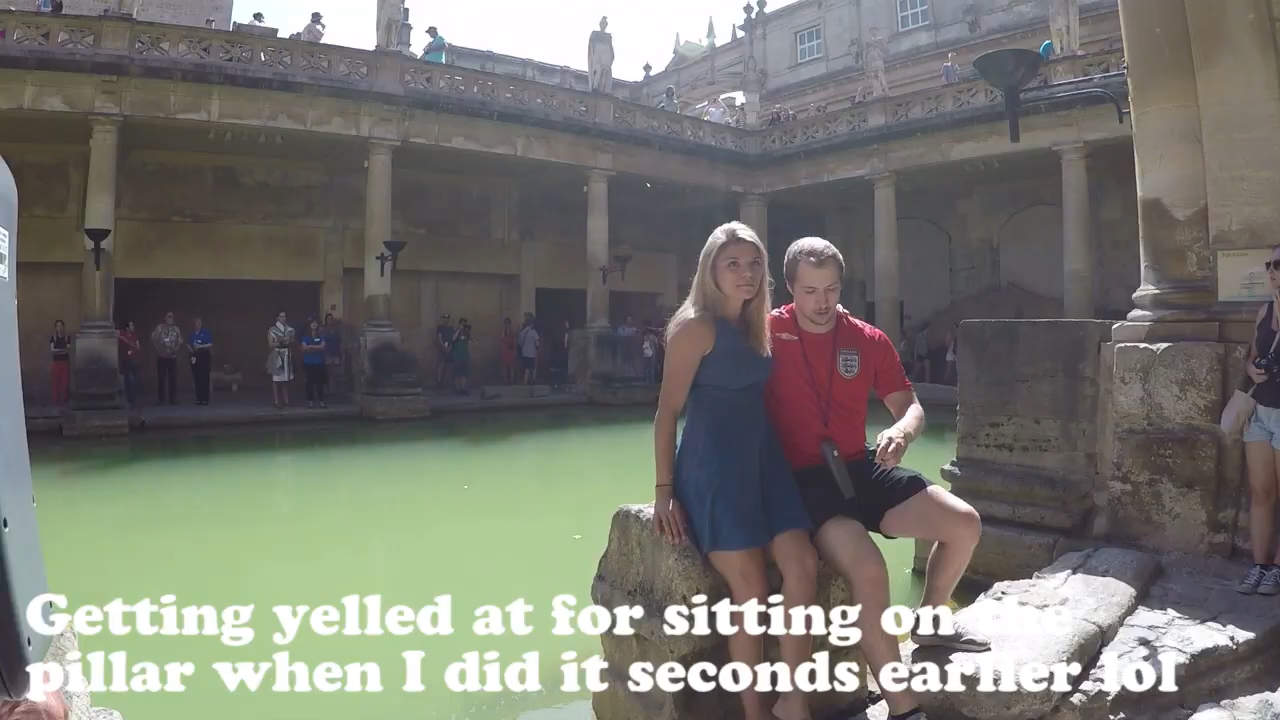 Getting yelled at for sitting on the
pillar when I did it seconds earlier lol